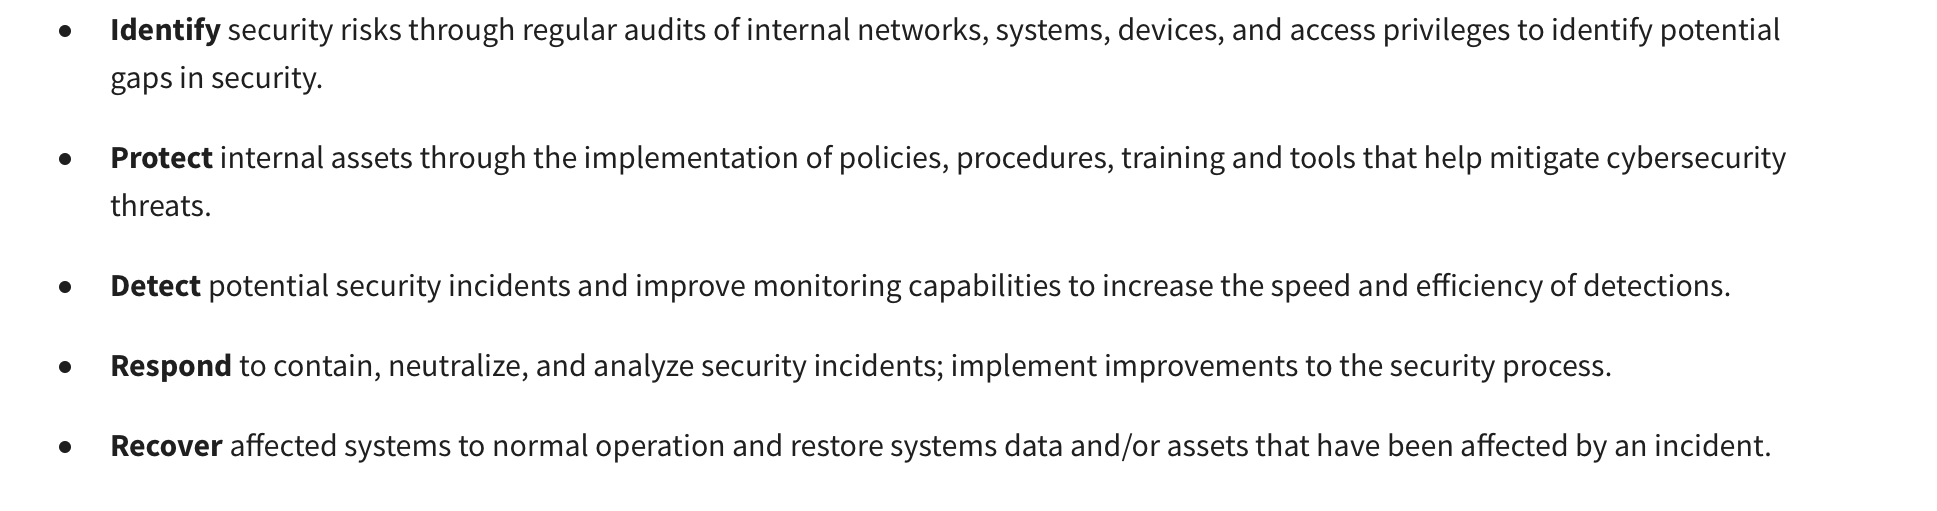 ● Identify security risks through regular audits of internal networks, systems, devices, and access privileges to identify potential
gaps in security.
● Protect internal assets through the implementation of policies, procedures, training and tools that help mitigate cybersecurity
threats.
● Detect potential security incidents and improve monitoring capabilities to increase the speed and efficiency of detections.
● Respond to contain, neutralize, and analyze security incidents; implement improvements to the security process.
● Recover affected systems to normal operation and restore systems data and/or assets that have been affected by an incident.